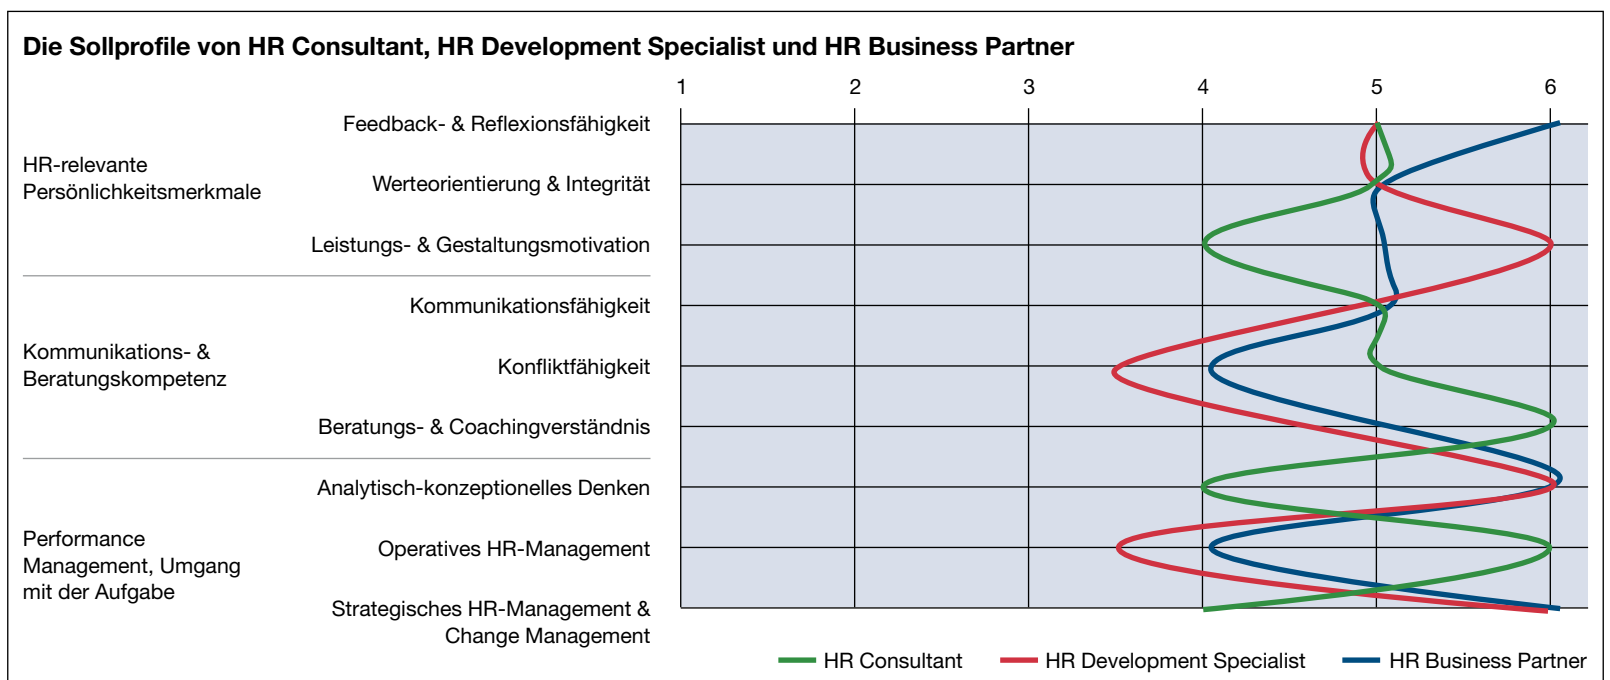 Die Sollprofile von HR Consultant, HR Development Specialist und HR Business Partner
1 2 3 4 5 6
HR-relevante
Persönlichkeitsmerkmale
Feedback- & Reflexionsfähigkeit
Werteorientierung & Integrität
Leistungs- & Gestaltungsmotivation
Kommunikations- &
Beratungskompetenz
Kommunikationsfähigkeit
Konfliktfähigkeit
Beratungs- & Coachingverständnis
Performance
Management, Umgang
mit der Aufgabe
Analytisch-konzeptionelles Denken
Operatives HR-Management
Strategisches HR-Management &
Change Management
HR Consultant
HR Development Specialist
HR Business Partner